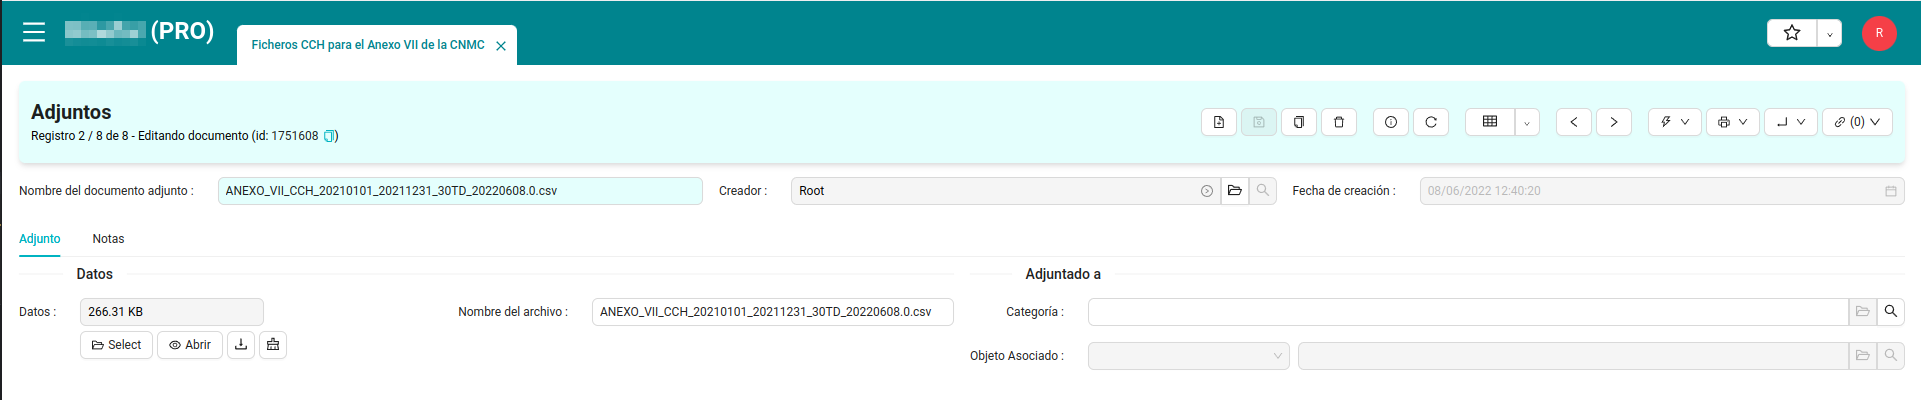 (PRO)
Ficheros CCH para el Anexo VII de la CNMC
R
Adjuntos
Registro 2 / 8 de 8 - Editando documento (id: 1751608 )
(0)
Nombre del documento adjunto : ANEXO_VII_CCH_20210101_20211231_30TD_20220608.0.csv Creador : Root Fecha de creación : 08/06/2022 12:40:20
Adjunto Notas
Datos Adjuntado a
Datos : 266.31 KB Nombre del archivo : ANEXO_VII_CCH_20210101_20211231_30TD_20220608.0.csv Categoría :
Select Abrir
Objeto Asociado :